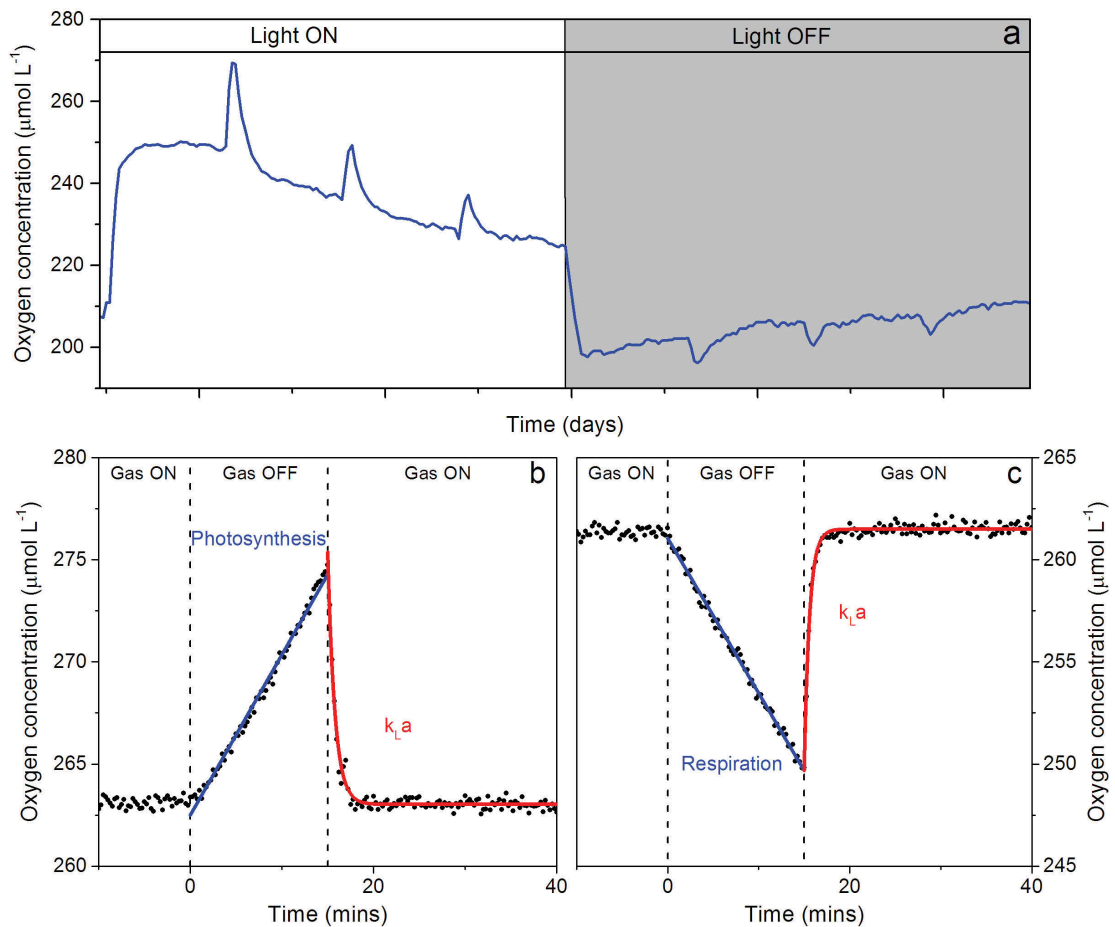 Light ON
Light OFF
a
280
260
240
220
200
Oxygen concentration (μmol L⁻¹)
Time (days)
Gas ON
Gas OFF
Gas ON
b
Photosynthesis
kLa
280
275
270
265
260
Oxygen concentration (μmol L⁻¹)
0
20
40
Time (mins)
Gas ON
Gas OFF
Gas ON
c
Respiration
kLa
265
260
255
250
245
Oxygen concentration (μmol L⁻¹)
0
20
40
Time (mins)